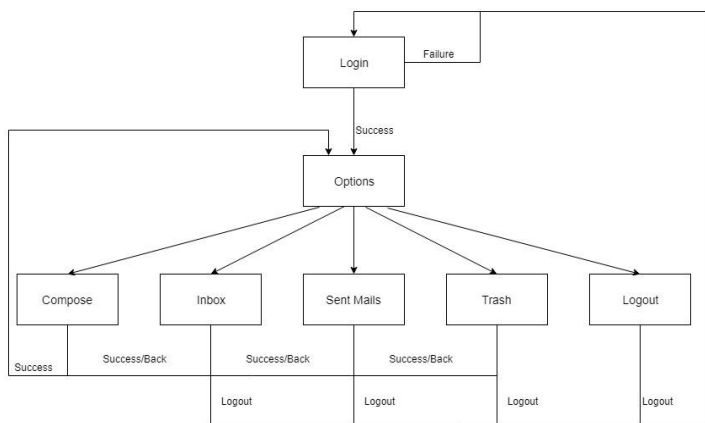 Login
Failure
Success
Options
Compose
Inbox
Sent Mails
Trash
Logout
Success/Back
Success/Back
Success/Back
Success
Logout
Logout
Logout
Logout